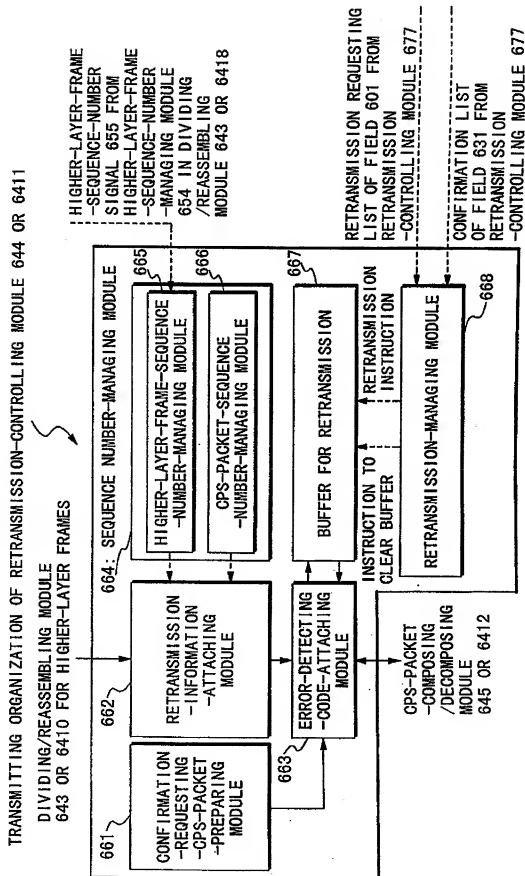 TRANSMITTING ORGANIZATION OF RETRANSMISSION-CONTROLLING MODULE 644 OR 6411
DIVIDING/REASSEMBLING MODULE
643 OR 6410 FOR HIGHER-LAYER FRAMES
HIGHER-LAYER-FRAME
-SEQUENCE-NUMBER
SIGNAL 655 FROM
HIGHER-LAYER-FRAME
-SEQUENCE-NUMBER
-MANAGING MODULE
654 IN DIVIDING
/REASSEMBLING
MODULE 643 OR 6418
661
CONFIRMATION
-REQUESTING
-CPS-PACKET
-PREPARING
MODULE
662
RETRANSMISSION
-INFORMATION
-ATTACHING
MODULE
664: SEQUENCE NUMBER-MANAGING MODULE
665
HIGHER-LAYER-FRAME-SEQUENCE
-NUMBER-MANAGING MODULE
666
CPS-PACKET-SEQUENCE
-NUMBER-MANAGING MODULE
663
ERROR-DETECTING
-CODE-ATTACHING
MODULE
667
BUFFER FOR RETRANSMISSION
INSTRUCTION TO
CLEAR BUFFER
RETRANSMISSION
INSTRUCTION
RETRANSMISSION-MANAGING MODULE
668
CPS-PACKET
-COMPOSING
/DECOMPOSING
MODULE
645 OR 6412
RETRANSMISSION REQUESTING
LIST OF FIELD 601 FROM
RETRANSMISSION
-CONTROLLING MODULE 677
CONFIRMATION LIST
OF FIELD 631 FROM
RETRANSMISSION
-CONTROLLING MODULE 677